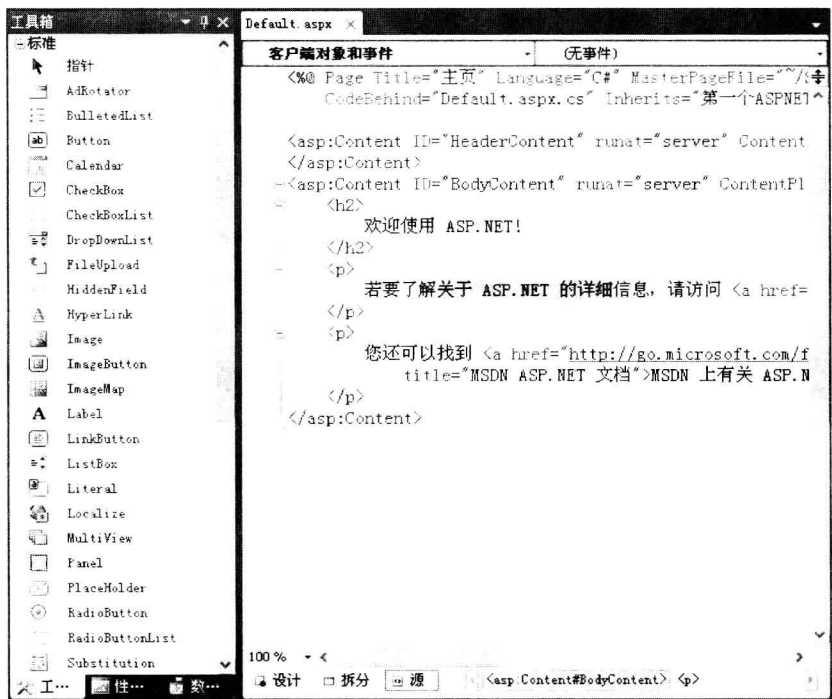 工具箱
标准
指针
AdRotator
BulletedList
Button
Calendar
CheckBox
CheckBoxList
DropDownList
FileUpload
HiddenField
HyperLink
Image
ImageButton
ImageMap
Label
LinkButton
ListBox
Literal
Localize
MultiView
Panel
PlaceHolder
RadioButton
RadioButtonList
Substitution
工… 性… 数…
Default.aspx ×
客户端对象和事件 (无事件)
<%@ Page Title="主页" Language="C#" MasterPageFile="~/S
CodeBehind="Default.aspx.cs" Inherits="第一个ASPNET
<asp:Content ID="HeaderContent" runat="server" Content
</asp:Content>
<asp:Content ID="BodyContent" runat="server" ContentPl
<h2>
欢迎使用 ASP.NET!
</h2>
<p>
若要了解关于 ASP.NET 的详细信息，请访问 <a href=
</p>
<p>
您还可以找到 <a href="http://go.microsoft.com/f
title="MSDN ASP.NET 文档">MSDN 上有关 ASP.N
</p>
</asp:Content>
100 %
设计 拆分 源 <asp:Content#BodyContent> <p>